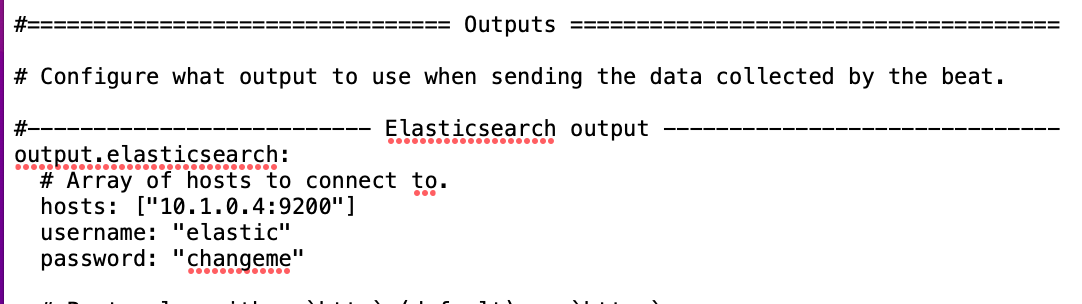 #================================ Outputs =====================================
# Configure what output to use when sending the data collected by the beat.
#-------------------------- Elasticsearch output ------------------------------
output.elasticsearch:
# Array of hosts to connect to.
hosts: ["10.1.0.4:9200"]
username: "elastic"
password: "changeme"